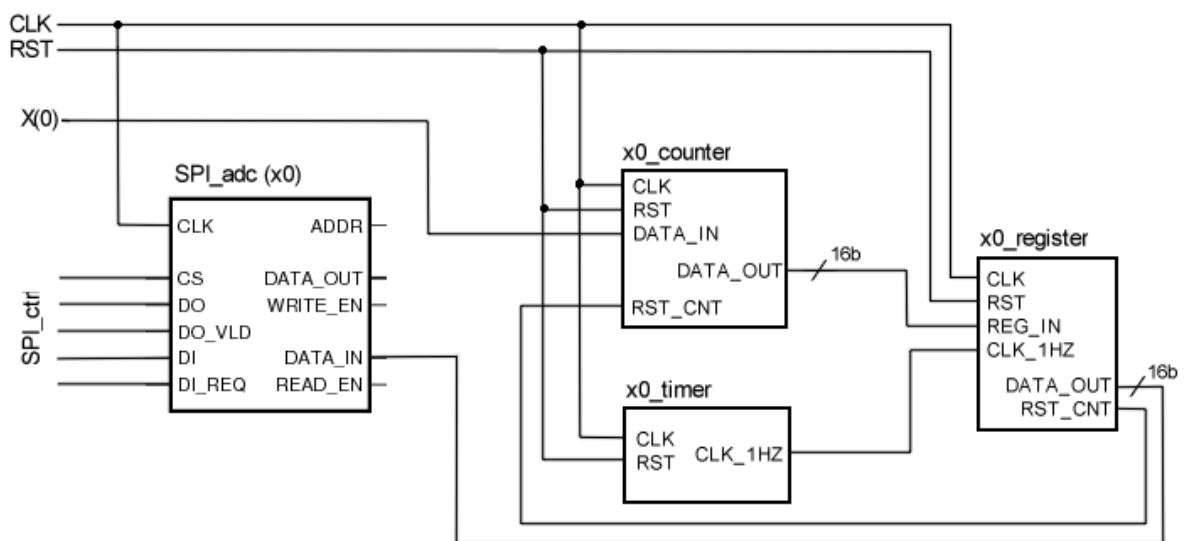 CLK
RST
X(0)
SPI_adc (x0)
CLK
ADDR
CS
DATA_OUT
DO
WRITE_EN
DO_VLD
DI
DATA_IN
DI_REQ
READ_EN
SPI_ctrl
x0_counter
CLK
RST
DATA_IN
DATA_OUT
16b
RST_CNT
x0_timer
CLK
RST
CLK_1HZ
x0_register
CLK
RST
REG_IN
CLK_1HZ
DATA_OUT
16b
RST_CNT